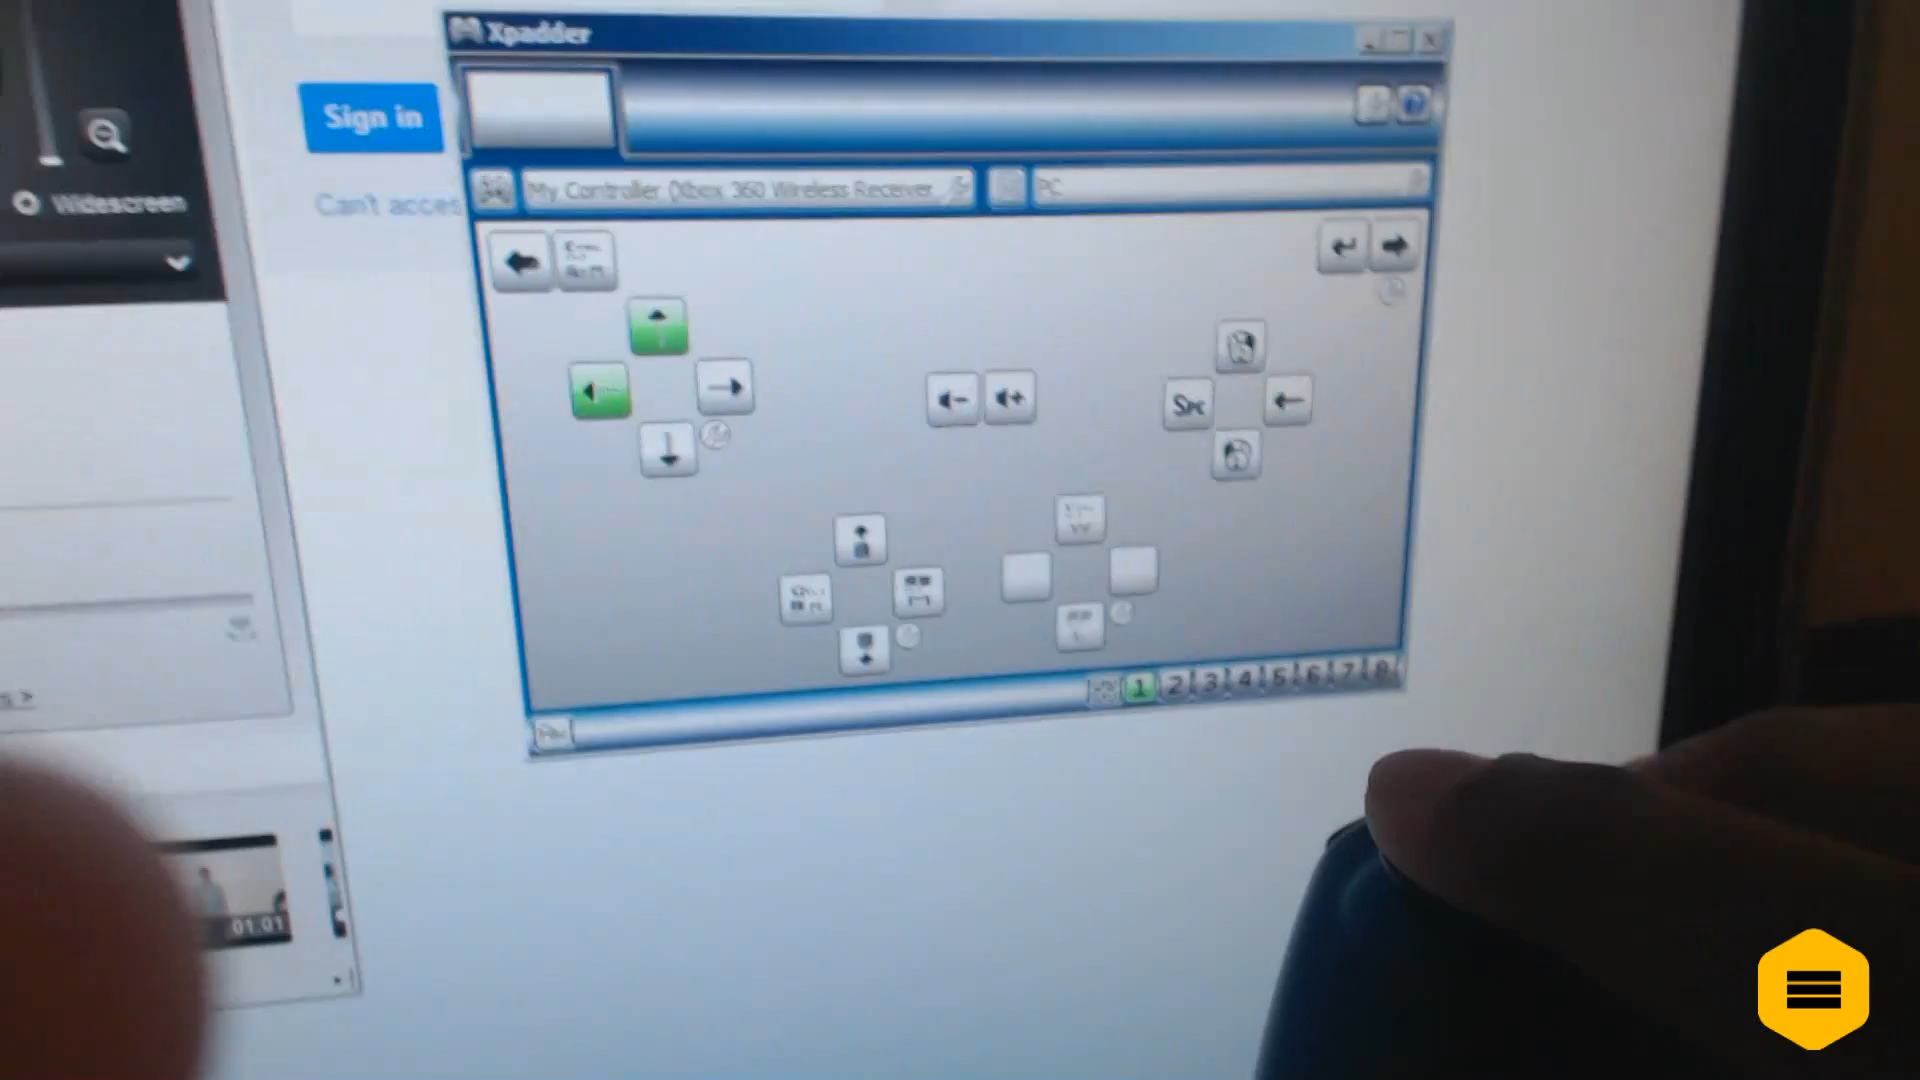 Xpadder
Sign in
My Controller (Xbox 360 Wireless Receiver
PC
Widescreen
Can't acces
Spc
1 2 3 4 5 6 7 8
s >
01:01